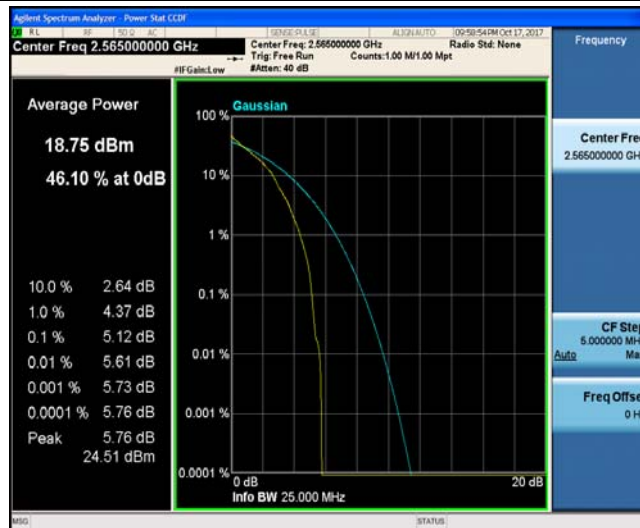 Agilent Spectrum Analyzer - Power Stat CCDF
RL RF 50 Ω AC SENSE:PULSE ALIGN AUTO 09:58:54 PM Oct 17, 2017
Center Freq 2.565000000 GHz
Center Freq: 2.565000000 GHz Radio Std: None
Trig: Free Run Counts:1.00 M/1.00 Mpt
#IFGain:Low #Atten: 40 dB
Frequency
Average Power
18.75 dBm
46.10 % at 0dB
10.0 % 2.64 dB
1.0 % 4.37 dB
0.1 % 5.12 dB
0.01 % 5.61 dB
0.001 % 5.73 dB
0.0001 % 5.76 dB
Peak 5.76 dB
24.51 dBm
Gaussian
100 %
10 %
1 %
0.1 %
0.01 %
0.001 %
0.0001 %
0 dB 20 dB
Info BW 25.000 MHz
Center Fre
2.565000000 GH
CF Step
5.000000 MH
Auto Ma
Freq Offse
0 H
MSG STATUS